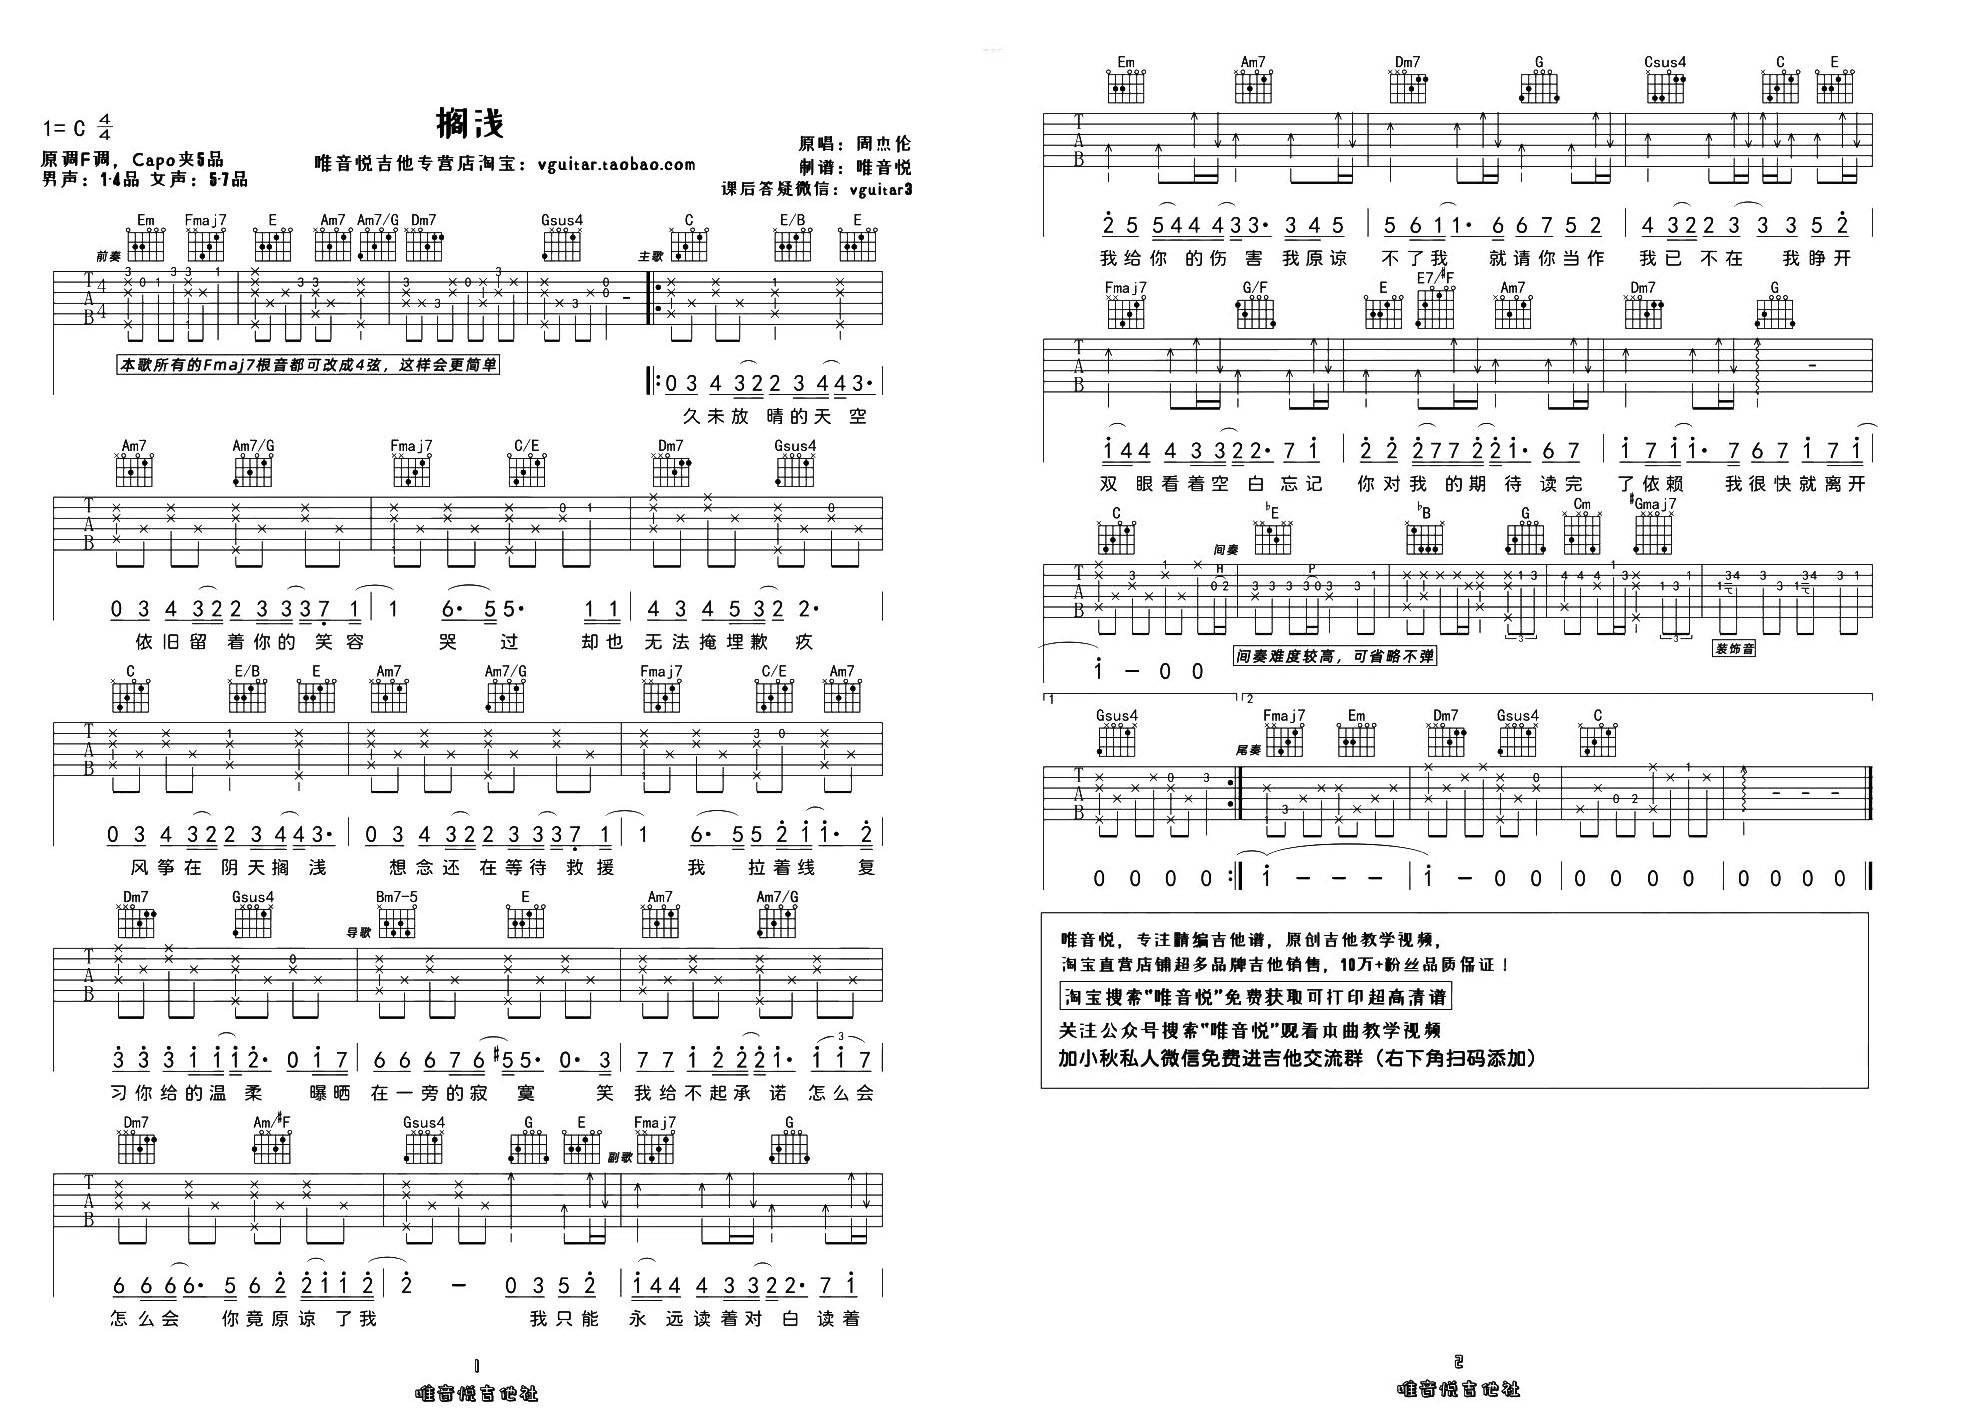 搁浅
1= C 4/4
原调F调，Capo夹5品
男声：1-4品 女声：5-7品
唯音悦吉他专营店淘宝：vguitar.taobao.com
原唱：周杰伦
制谱：唯音悦
课后答疑微信：vguitar3
Em Fmaj7 E Am7 Am7/G Dm7 Gsus4 C E/B E
前奏 主歌
本歌所有的Fmaj7根音都可改成4弦，这样会更简单
0 3 4 3 2 2 3 4 4 3·
久未放 晴的天 空
Am7 Am7/G Fmaj7 C/E Dm7 Gsus4
0 3 4 3 2 2 3 3 3 7 1 1 6· 5 5· 1 1 4 3 4 5 3 2 2·
依旧留 着你的 笑容 哭 过 却也 无法掩埋歉 疚
C E/B E Am7 Am7/G Fmaj7 C/E Am7
0 3 4 3 2 2 3 4 4 3· 0 3 4 3 2 2 3 3 3 7 1 1 6· 5 5 2 1 1· 2
风筝在 阴天搁 浅 想念还 在等待 救援 我 拉着线 复
Dm7 Gsus4 Bm7-5 E Am7 Am7/G
导歌
3 3 3 1 1 1 2· 0 1 7 6 6 6 7 6 #5 5· 0· 3 7 7 1 2 2 2 1· 1 1 7
习你给的温 柔 曝晒 在一旁的寂 寞 笑 我给不起承 诺 怎么会
Dm7 Am/#F Gsus4 G E Fmaj7 G
副歌
6 6 6 6· 5 6 2 2 1 1 2 2 — 0 3 5 2 1 4 4 4 3 3 2 2· 7 1
怎么会 你竟原谅 了我 我只能 永 远读着对 白读着
1
唯音悦吉他社
Em Am7 Dm7 G Csus4 C E
2 5 5 4 4 4 3 3· 3 4 5 5 6 1 1· 6 6 7 5 2 4 3 2 2 3 3 3 5 2
我给你 的伤 害 我原谅 不了我 就请你当作 我已 不在 我睁开
Fmaj7 G/F E E7/#F Am7 Dm7 G
1 4 4 4 3 3 2 2· 7 1 2 2 2 7 7 2 2 1· 6 7 1 7 1 1· 7 6 7 1 7 1
双 眼看着空 白忘记 你对我 的期 待 读完 了依赖 我很快就离开
C bE bB G Cm #Gmaj7
间奏
间奏难度较高，可省略不弹
装饰音
1 — 0 0
1 2
Gsus4 Fmaj7 Em Dm7 Gsus4 C
尾奏
0 0 0 0 1 — — — 1 — 0 0 0 0 0 0 0 0 0 0
唯音悦，专注精编吉他谱，原创吉他教学视频，
淘宝直营店铺超多品牌吉他销售，10万+粉丝品质保证！
淘宝搜索“唯音悦”免费获取可打印超高清谱
关注公众号搜索“唯音悦”观看本曲教学视频
加小秋私人微信免费进吉他交流群（右下角扫码添加）
2
唯音悦吉他社